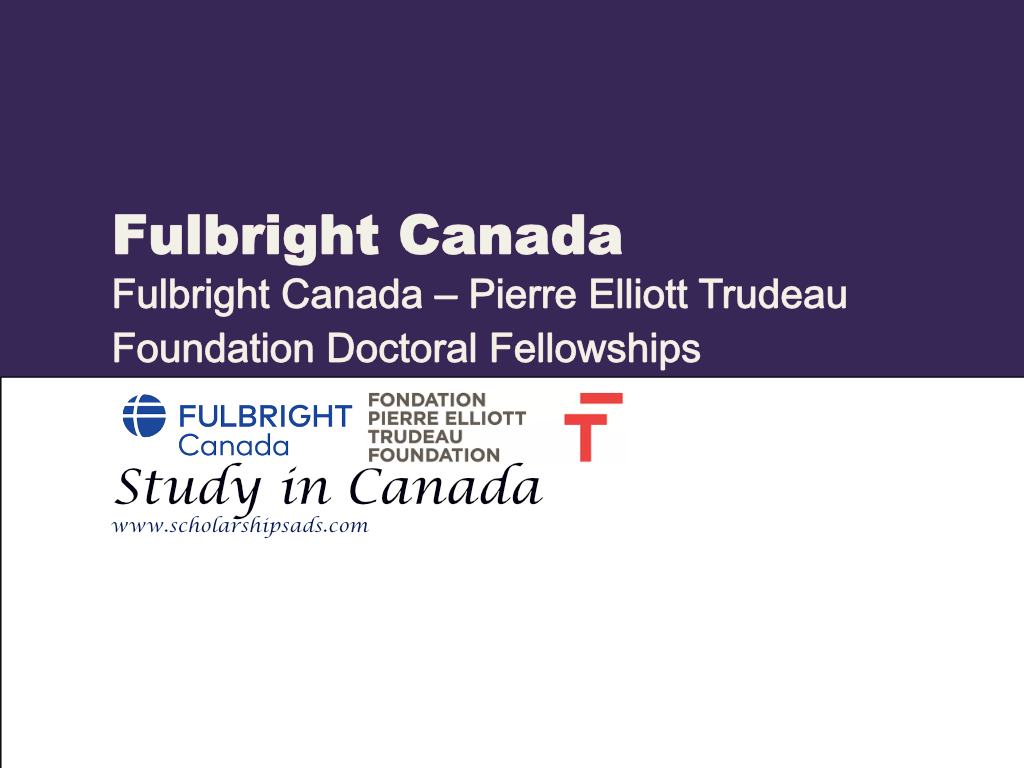 Fulbright Canada
Fulbright Canada – Pierre Elliott Trudeau
Foundation Doctoral Fellowships
FULBRIGHT
Canada
FONDATION
PIERRE ELLIOTT
TRUDEAU
FOUNDATION
Study in Canada
www.scholarshipsads.com